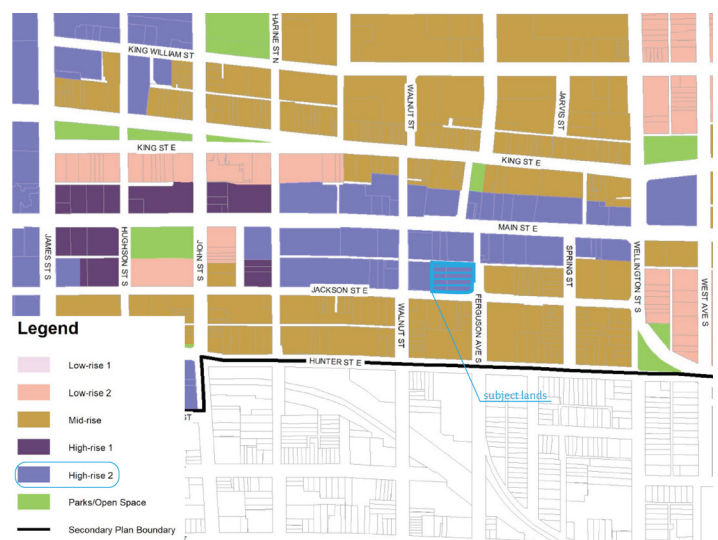 KING WILLIAM ST
HARINE ST N
WALNUT ST
JARVIS ST
KING ST E
KING ST E
MAIN ST E
JAMES ST S
HUGHSON ST S
JOHN ST S
SPRING ST
WELLINGTON ST S
WEST AVE S
JACKSON ST E
WALNUT ST
FERGUSON AVE S
HUNTER ST E
ST
subject lands
Legend
Low-rise 1
Low-rise 2
Mid-rise
High-rise 1
High-rise 2
Parks/Open Space
Secondary Plan Boundary